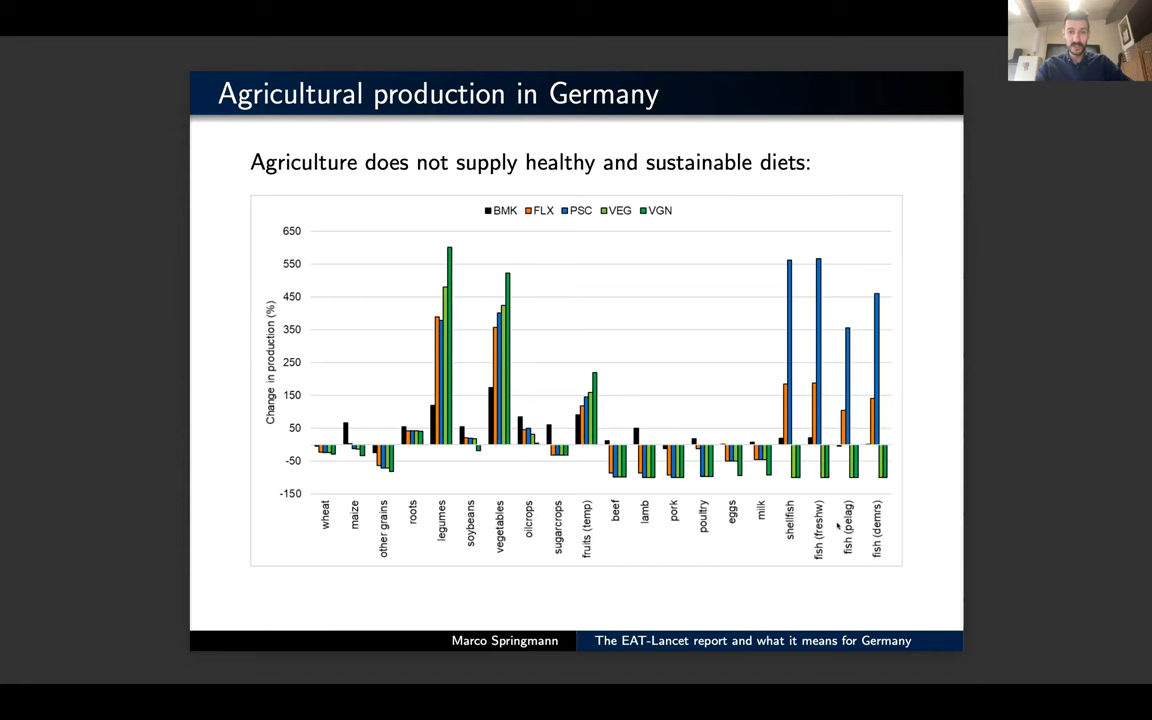 Agricultural production in Germany
Agriculture does not supply healthy and sustainable diets:
BMK FLX PSC VEG VGN
Change in production (%)
650
550
450
350
250
150
50
-50
-150
wheat
maize
other grains
roots
legumes
soybeans
vegetables
oilcrops
sugarcrops
fruits (temp)
beef
lamb
pork
poultry
eggs
milk
shellfish
fish (freshw)
fish (pelag)
fish (demrs)
Marco Springmann
The EAT-Lancet report and what it means for Germany